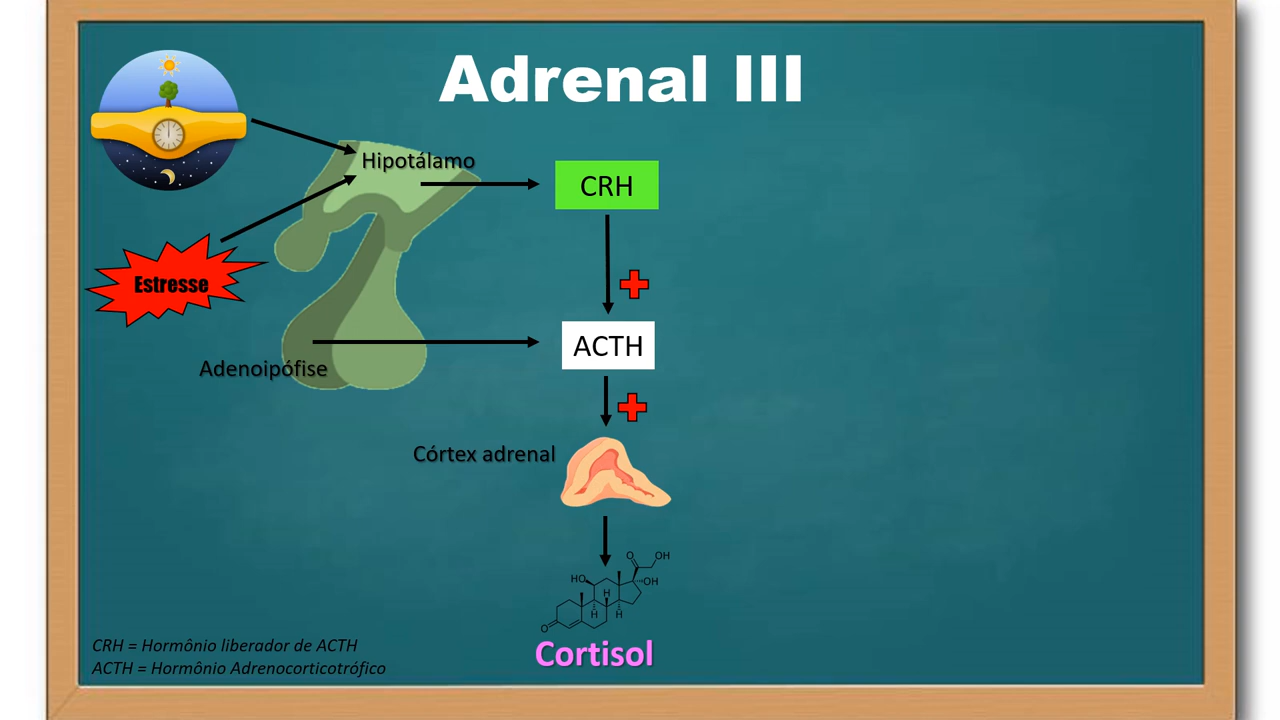 Adrenal III
Hipotálamo
CRH
Estresse
ACTH
Adenoipófise
Córtex adrenal
O
OH
HO
OH
H
H
H
O
Cortisol
CRH = Hormônio liberador de ACTH
ACTH = Hormônio Adrenocorticotrófico